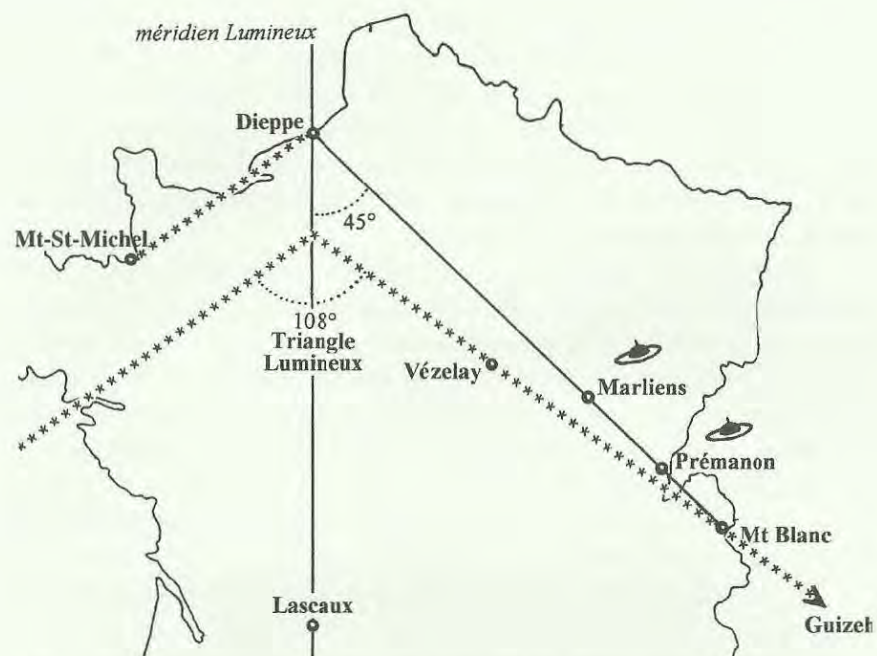 méridien Lumineux
Dieppe
45°
Mt-St-Michel
108°
Triangle
Lumineux
Vézelay
Marliens
Prémanon
Mt Blanc
Lascaux
Guizeh